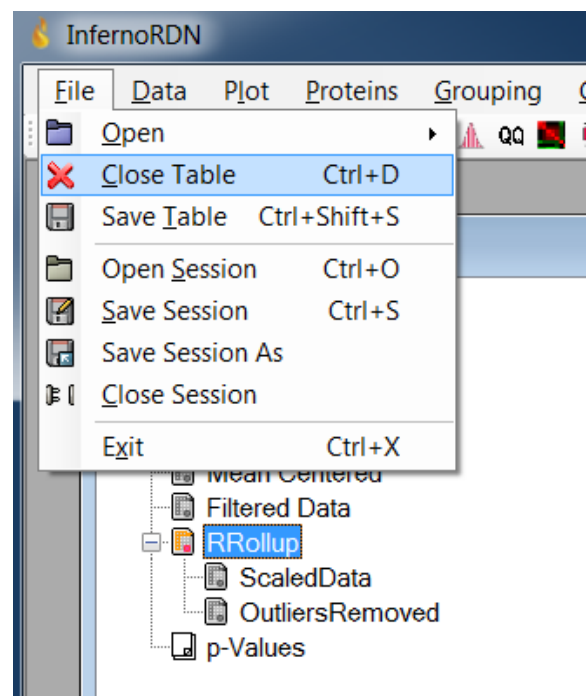 InfernoRDN
File Data Plot Proteins Grouping
QQ
Open
Close Table Ctrl+D
Save Table Ctrl+Shift+S
Open Session Ctrl+O
Save Session Ctrl+S
Save Session As
Close Session
Exit Ctrl+X
Mean Centered
Filtered Data
RRollup
ScaledData
OutliersRemoved
p-Values